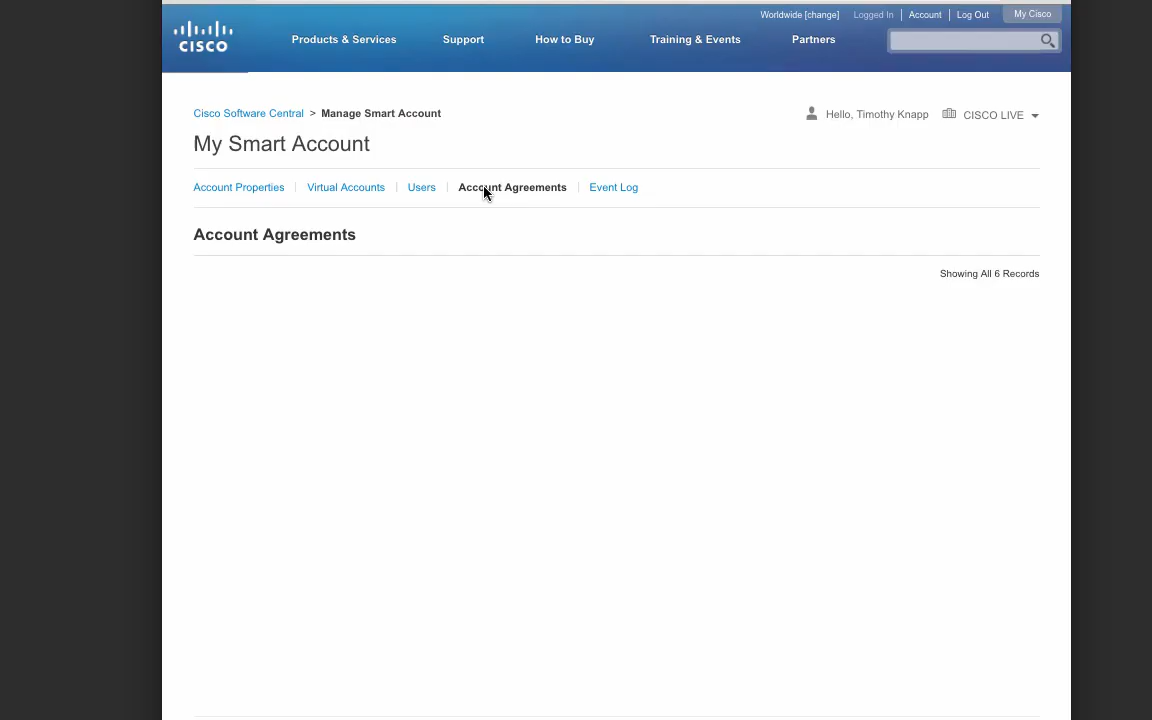 Worldwide [change] Logged In Account Log Out My Cisco
CISCO Products & Services Support How to Buy Training & Events Partners
Cisco Software Central > Manage Smart Account Hello, Timothy Knapp CISCO LIVE
My Smart Account
Account Properties Virtual Accounts Users Account Agreements Event Log
Account Agreements
Showing All 6 Records